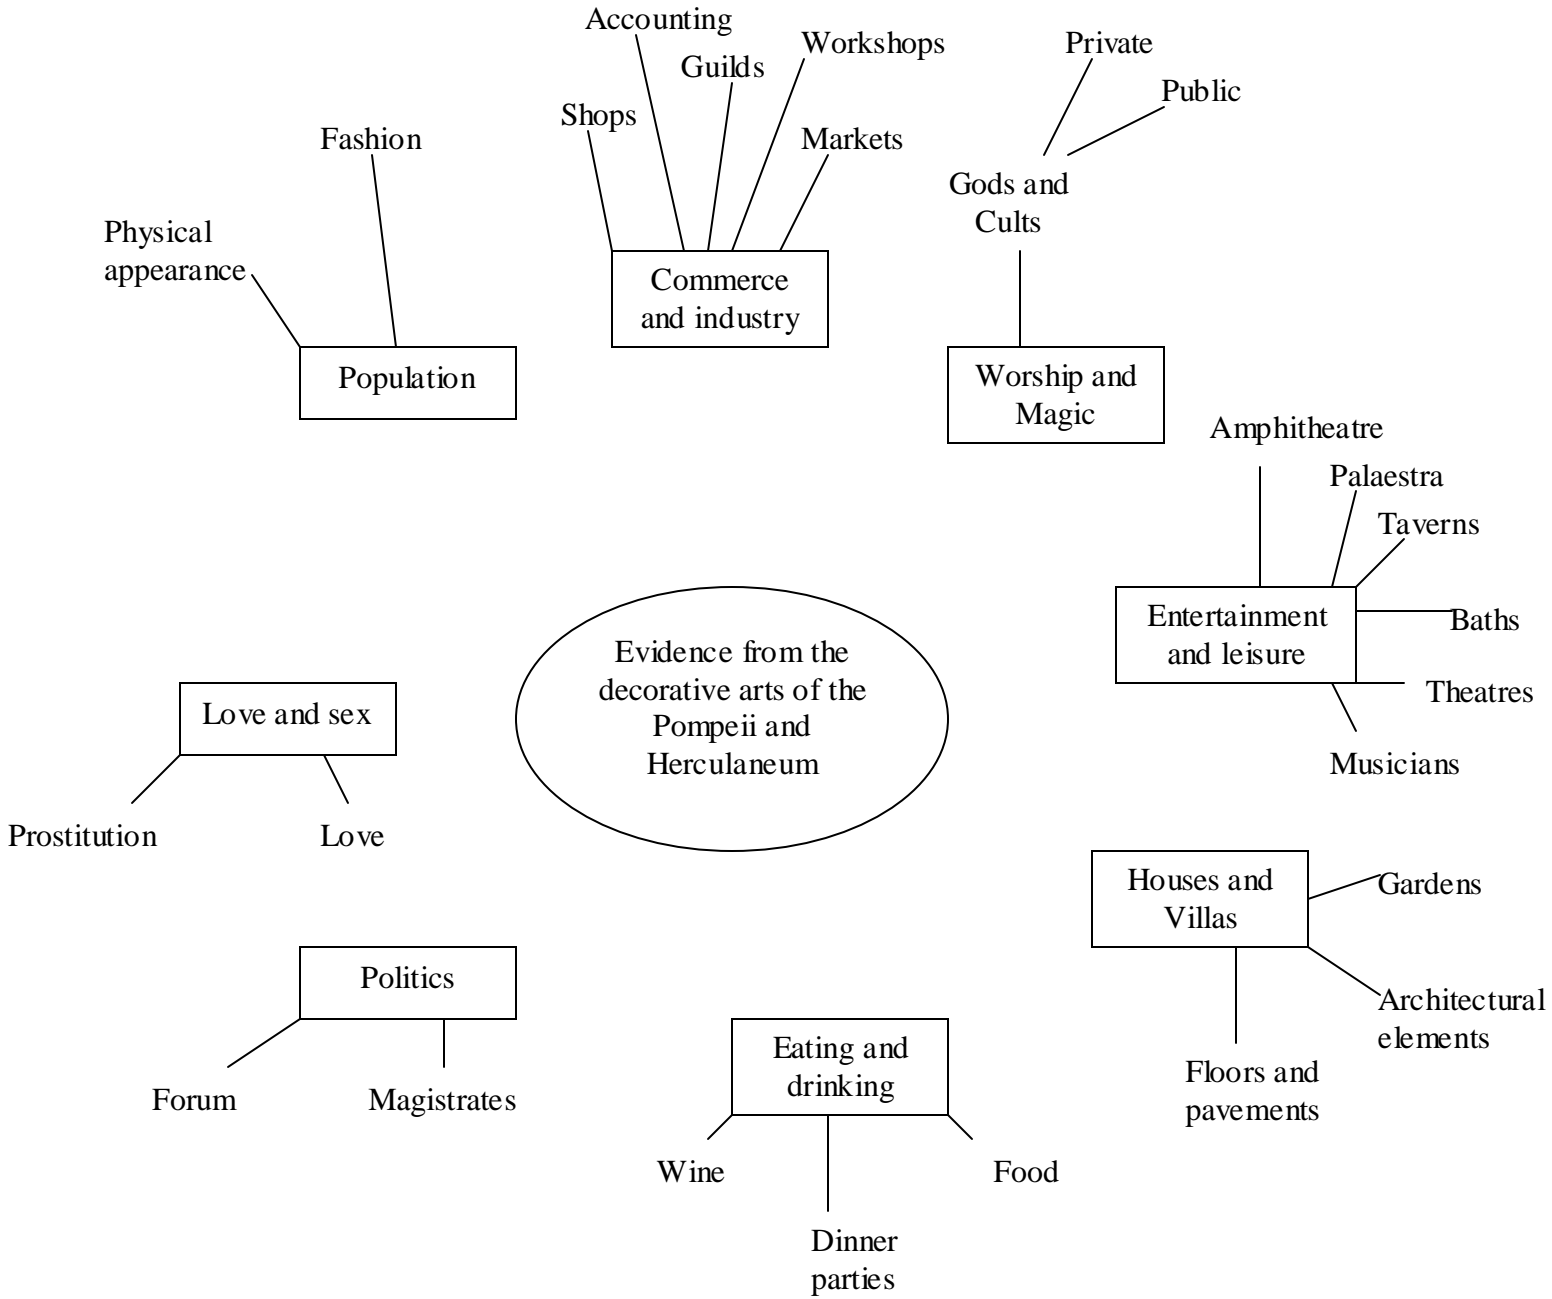 Accounting
Workshops
Private
Guilds
Public
Shops
Fashion
Markets
Gods and
Cults
Physical
appearance
Commerce
and industry
Population
Worship and
Magic
Amphitheatre
Palaestra
Taverns
Entertainment
and leisure
Baths
Theatres
Musicians
Evidence from the
decorative arts of the
Pompeii and
Herculaneum
Love and sex
Prostitution
Love
Houses and
Villas
Gardens
Architectural
elements
Floors and
pavements
Politics
Forum
Magistrates
Eating and
drinking
Wine
Food
Dinner
parties